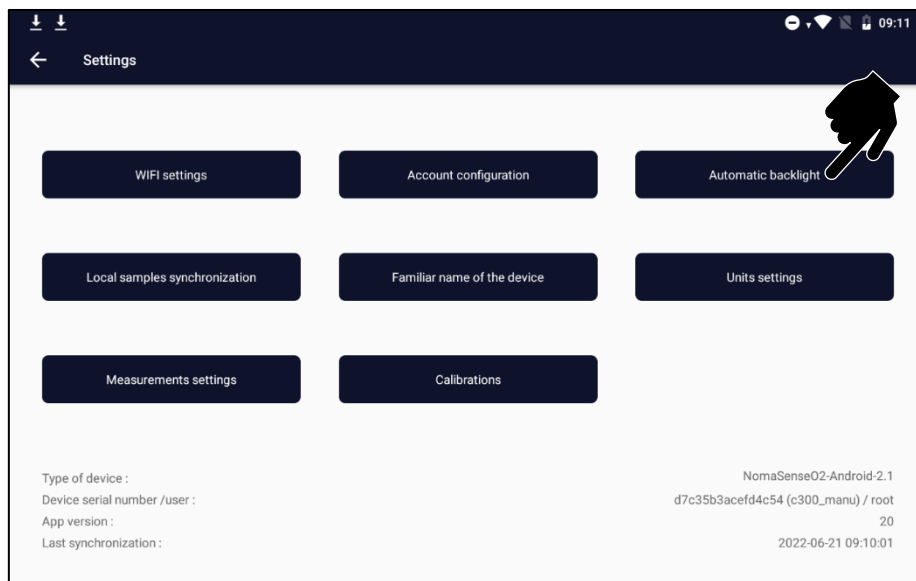 09:11
Settings
WIFI settings Account configuration Automatic backlight
Local samples synchronization Familiar name of the device Units settings
Measurements settings Calibrations
Type of device : NomaSenseO2-Android-2.1
Device serial number /user : d7c35b3acefd4c54 (c300_manu) / root
App version : 20
Last synchronization : 2022-06-21 09:10:01